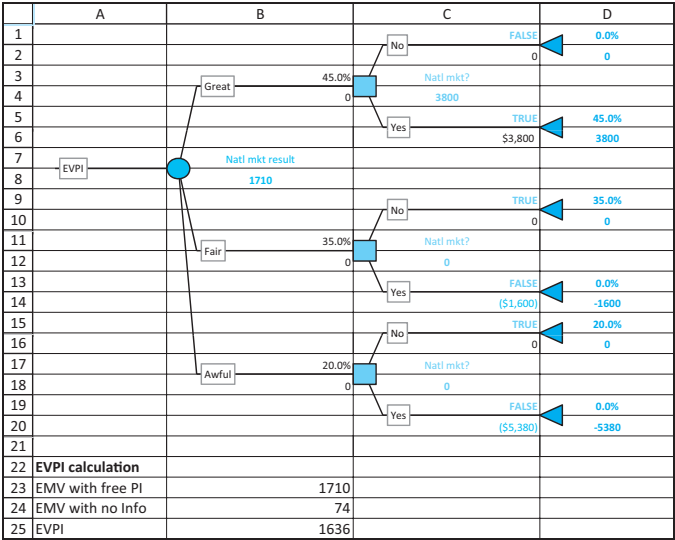 A B C D
1 FALSE 0.0%
No
2 0 0
3 45.0% Natl mkt?
Great
4 0 3800
5 TRUE 45.0%
Yes
6 $3,800 3800
7 Natl mkt result
EVPI
8 1710
9 TRUE 35.0%
No
10 0 0
11 35.0% Natl mkt?
Fair
12 0 0
13 FALSE 0.0%
Yes
14 ($1,600) -1600
15 TRUE 20.0%
No
16 0 0
17 20.0% Natl mkt?
Awful
18 0 0
19 FALSE 0.0%
Yes
20 ($5,380) -5380
21
22 EVPI calculation
23 EMV with free PI 1710
24 EMV with no Info 74
25 EVPI 1636